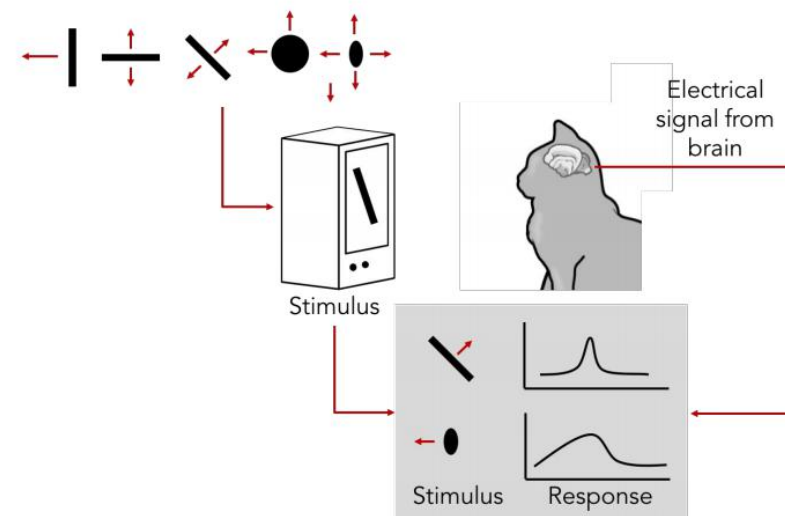 Electrical
signal from
brain
Stimulus
Stimulus
Response